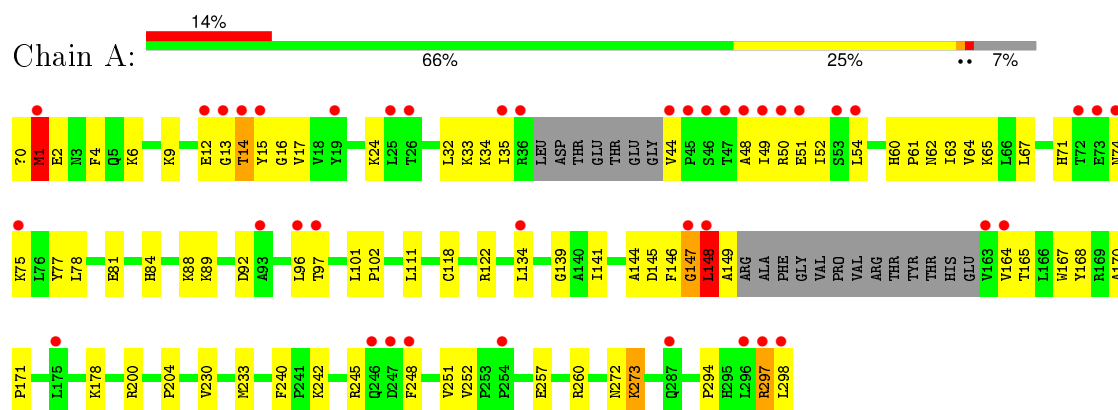 14%
Chain A:
66% 25% •• 7%
?0 M1 E2 N3 F4 Q5 K6 K9 E12 G13 T14 Y15 G16 V17 V18 Y19 K24 L25 T26 L32 K33 K34 I35 R36 LEU ASP THR GLU THR GLU GLY V44 P45 S46 T47 A48 I49 R50 E51 I52 S53 L54 H60 P61 N62 I63 V64 K65 L66 L67 H71 T72 E73 N74
K75 L76 Y77 L78 E81 H84 K88 K89 D92 A93 L96 T97 L101 P102 L111 C118 R122 L134 G139 A140 I141 A144 D145 F146 G147 L148 A149 ARG ALA PHE GLY VAL PRO VAL ARG THR TYR THR HIS GLU V163 V164 T165 L166 W167 Y168 R169 A170
P171 L175 K178 R200 P204 V230 M233 F240 P241 K242 R245 Q246 D247 F248 V251 V252 P253 P254 E257 R260 N272 K273 Q287 P294 H295 L296 R297 L298